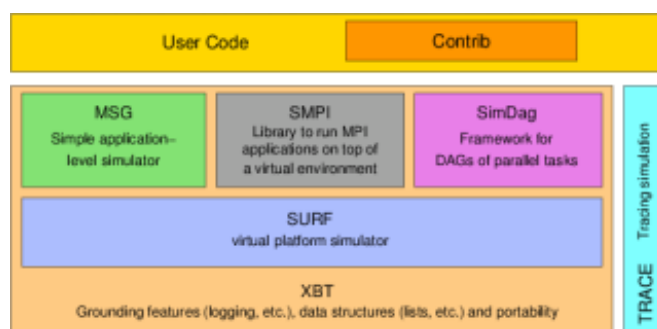 User Code
Contrib
MSG
Simple application–
level simulator
SMPI
Library to run MPI
applications on top of
a virtual environment
SimDag
Framework for
DAGs of parallel tasks
SURF
virtual platform simulator
XBT
Grounding features (logging, etc.), data structures (lists, etc.) and portability
TRACE Tracing simulation